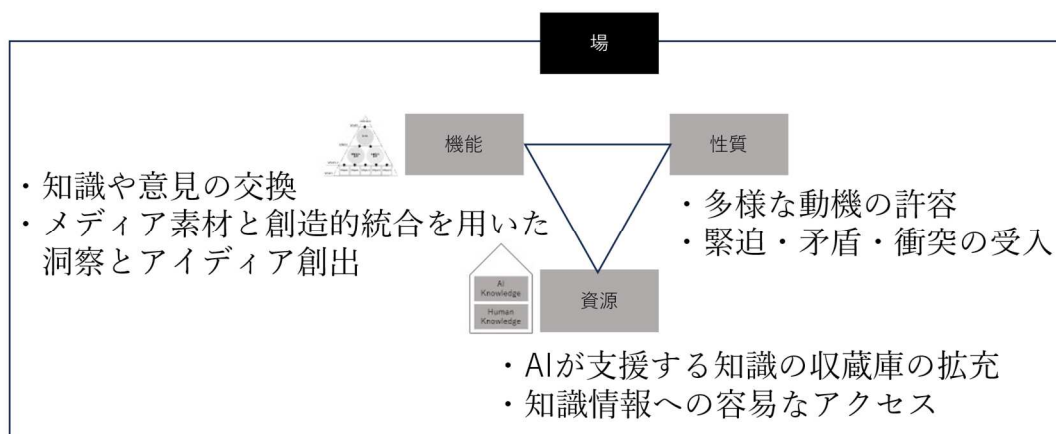 場
機能
性質
・知識や意見の交換
・メディア素材と創造的統合を用いた
洞察とアイディア創出
・多様な動機の許容
・緊迫・矛盾・衝突の受入
AI
Knowledge
Human
Knowledge
資源
・AIが支援する知識の収蔵庫の拡充
・知識情報への容易なアクセス